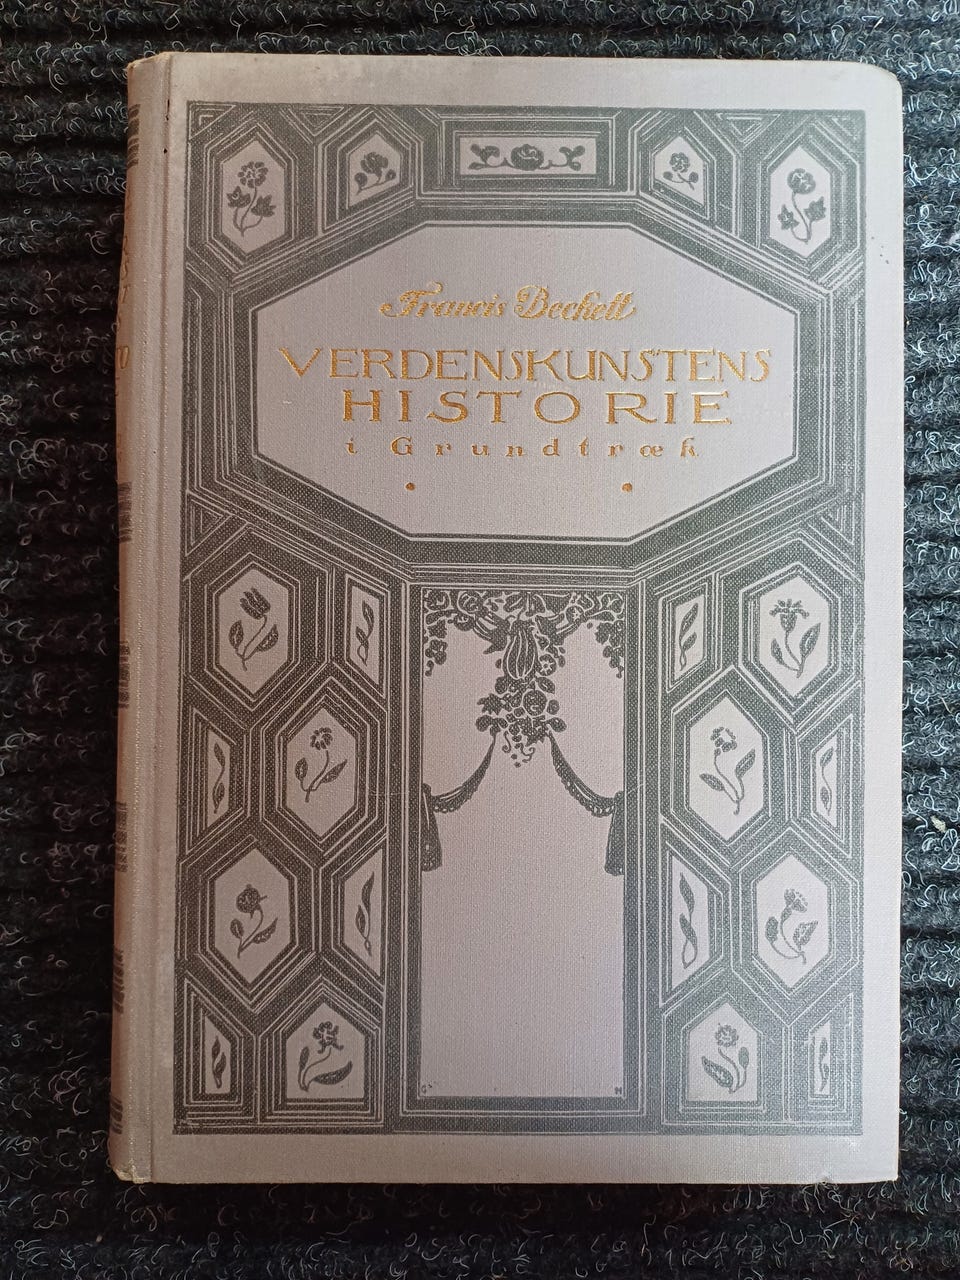 Francis Beckett
VERDENSKUNSTENS
HISTORIE
i Grundtræk